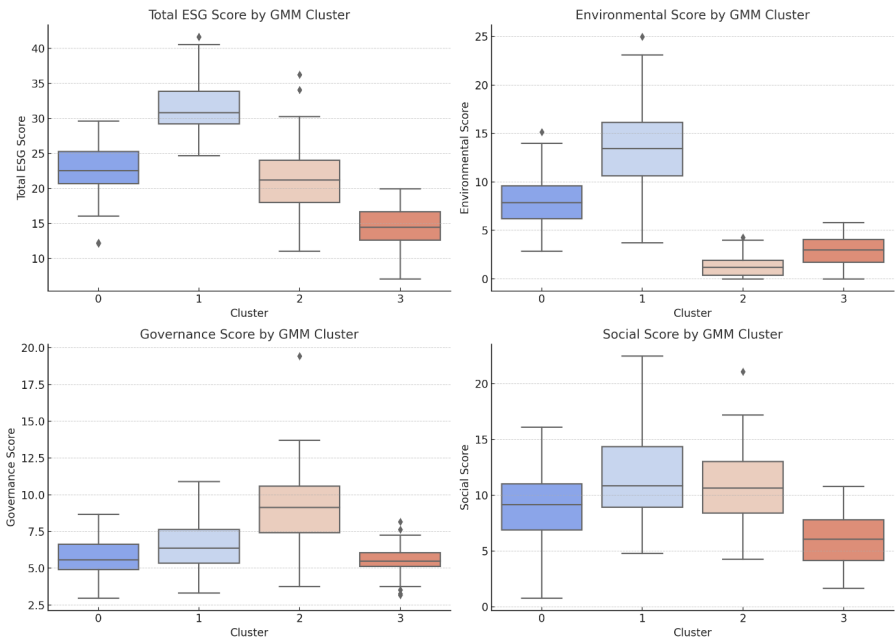 Total ESG Score by GMM Cluster
Total ESG Score
40
35
30
25
20
15
10
0 1 2 3
Cluster
Environmental Score by GMM Cluster
Environmental Score
25
20
15
10
5
0
0 1 2 3
Cluster
Governance Score by GMM Cluster
Governance Score
20.0
17.5
15.0
12.5
10.0
7.5
5.0
2.5
0 1 2 3
Cluster
Social Score by GMM Cluster
Social Score
20
15
10
5
0
0 1 2 3
Cluster